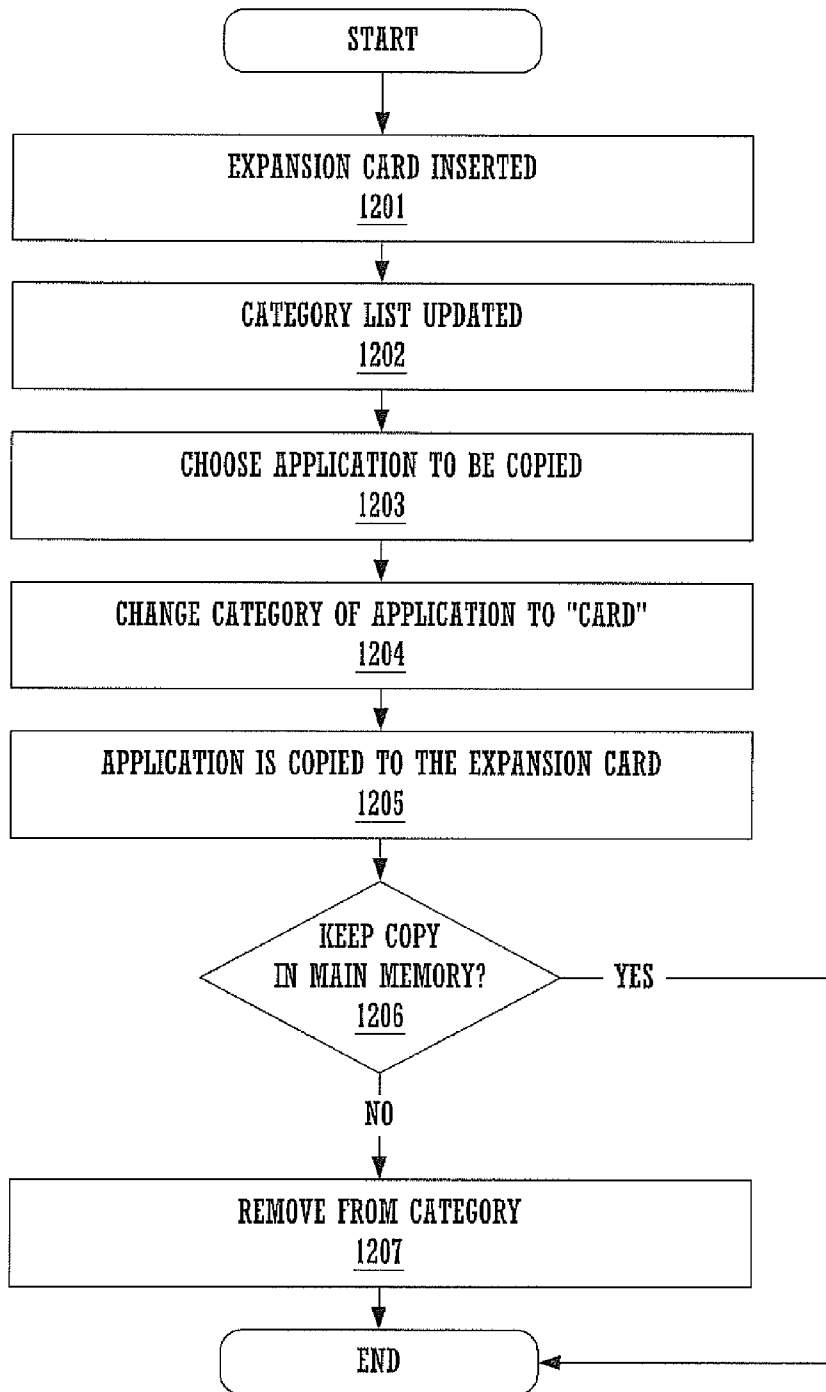 START
EXPANSION CARD INSERTED
1201
CATEGORY LIST UPDATED
1202
CHOOSE APPLICATION TO BE COPIED
1203
CHANGE CATEGORY OF APPLICATION TO "CARD"
1204
APPLICATION IS COPIED TO THE EXPANSION CARD
1205
KEEP COPY
IN MAIN MEMORY?
1206
YES
NO
REMOVE FROM CATEGORY
1207
END